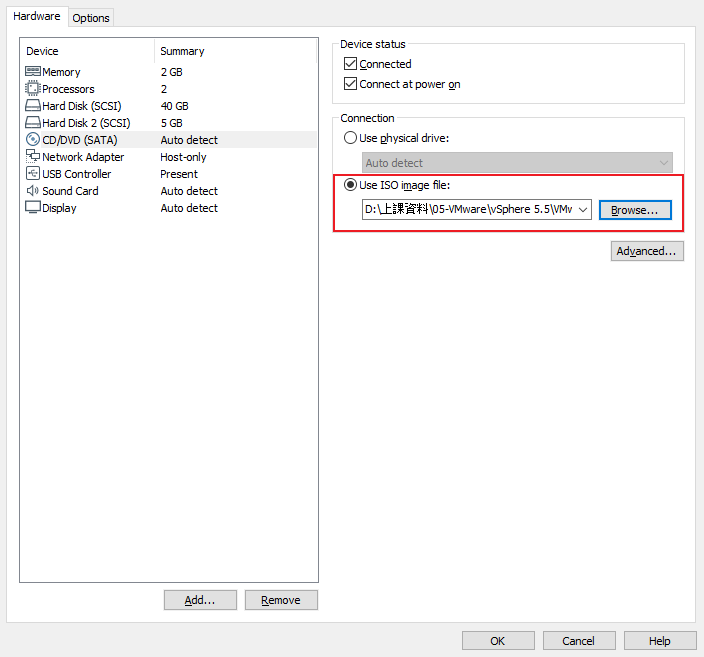 Hardware Options
Device Summary
Memory 2 GB
Processors 2
Hard Disk (SCSI) 40 GB
Hard Disk 2 (SCSI) 5 GB
CD/DVD (SATA) Auto detect
Network Adapter Host-only
USB Controller Present
Sound Card Auto detect
Display Auto detect
Add... Remove
Device status
Connected
Connect at power on
Connection
Use physical drive:
Auto detect
Use ISO image file:
D:\上課資料\05-VMware\vSphere 5.5\VMv Browse...
Advanced...
OK Cancel Help